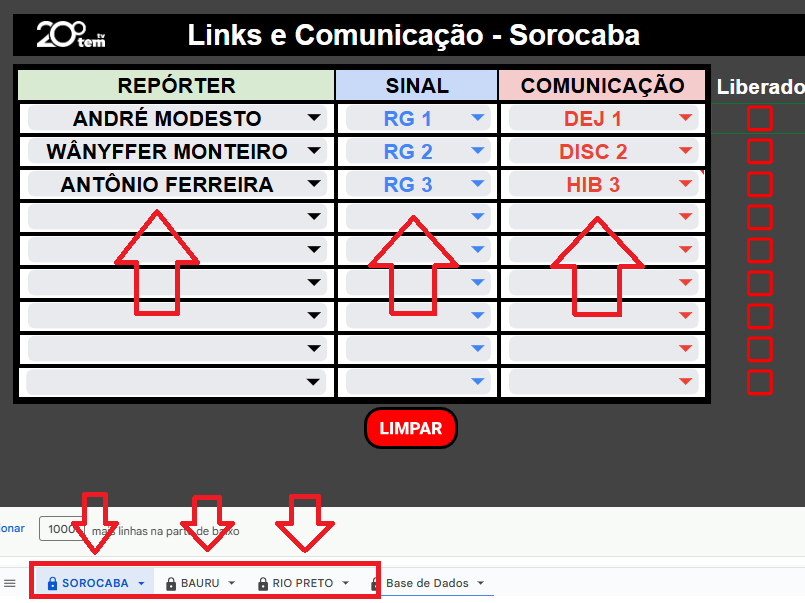 20 tem tv
Links e Comunicação - Sorocaba
REPÓRTER SINAL COMUNICAÇÃO Liberado
ANDRÉ MODESTO RG 1 DEJ 1
WÂNYFFER MONTEIRO RG 2 DISC 2
ANTÔNIO FERREIRA RG 3 HIB 3
LIMPAR
onar 1000 mais linhas na parte de baixo
SOROCABA BAURU RIO PRETO Base de Dados